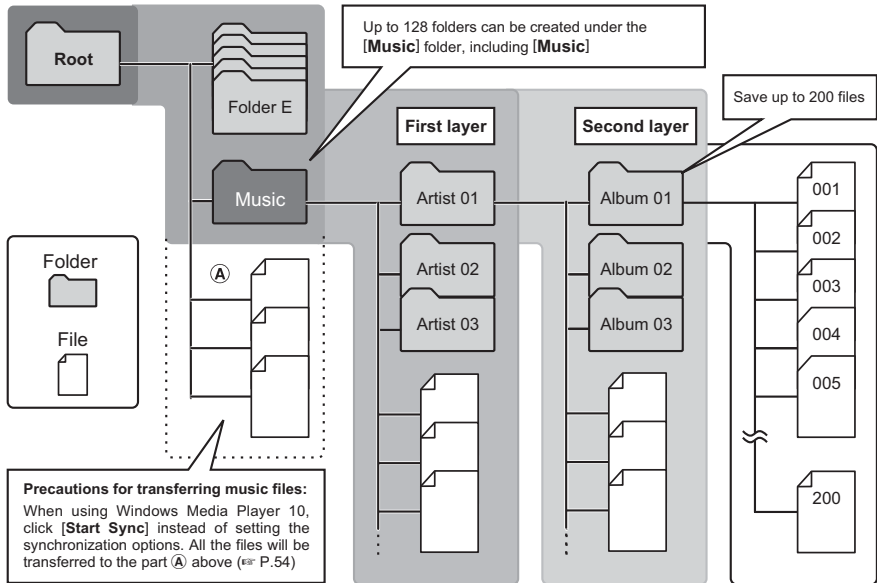 Up to 128 folders can be created under the
[Music] folder, including [Music]
Root
Folder E
Save up to 200 files
First layer
Second layer
Music
Artist 01
Album 01
001
002
Folder
Ⓐ
Artist 02
Album 02
003
File
Artist 03
Album 03
004
005
Precautions for transferring music files:
When using Windows Media Player 10,
click [Start Sync] instead of setting the
synchronization options. All the files will be
transferred to the part Ⓐ above (☞ P.54)
200